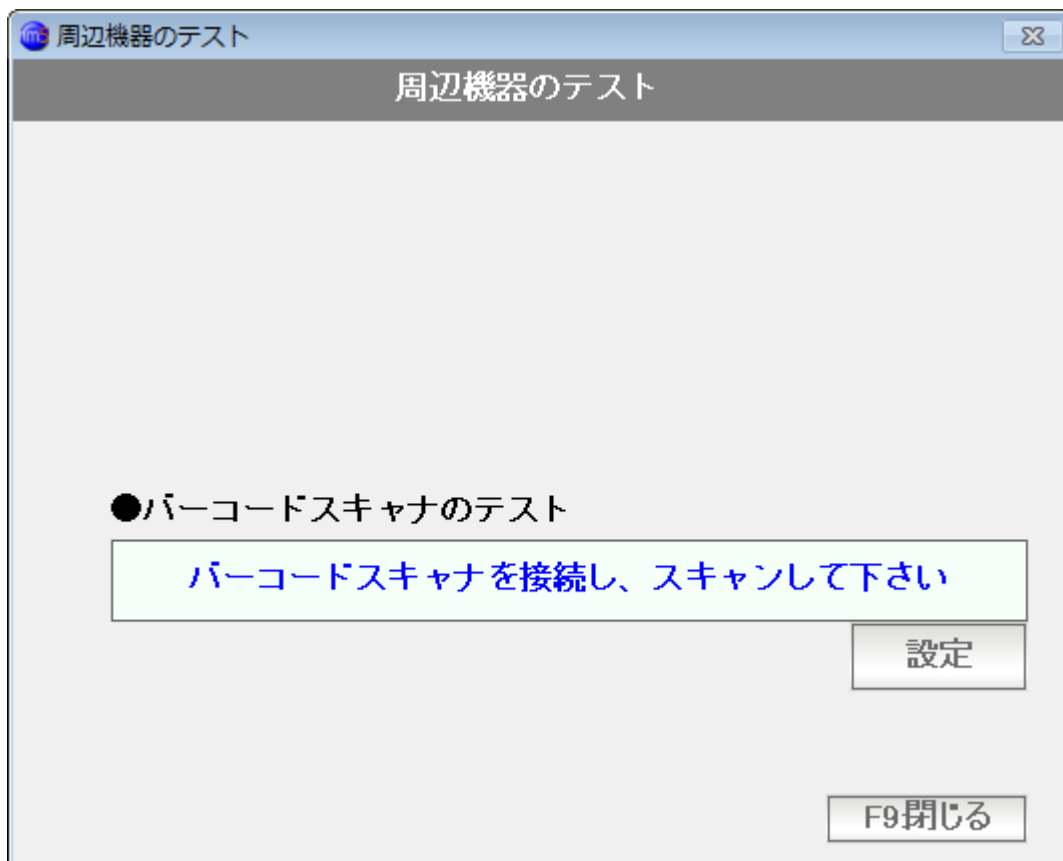 周辺機器のテスト
周辺機器のテスト
●バーコードスキャナのテスト
バーコードスキャナを接続し、スキャンして下さい
設定
F9:閉じる